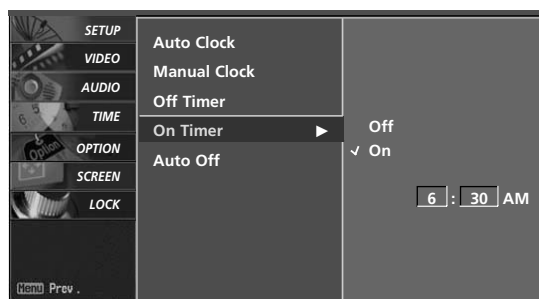 SETUP
VIDEO
AUDIO
TIME
OPTION
SCREEN
LOCK
Menu Prev.
Auto Clock
Manual Clock
Off Timer
On Timer ►
Auto Off
Off
✓ On
6 : 30 AM